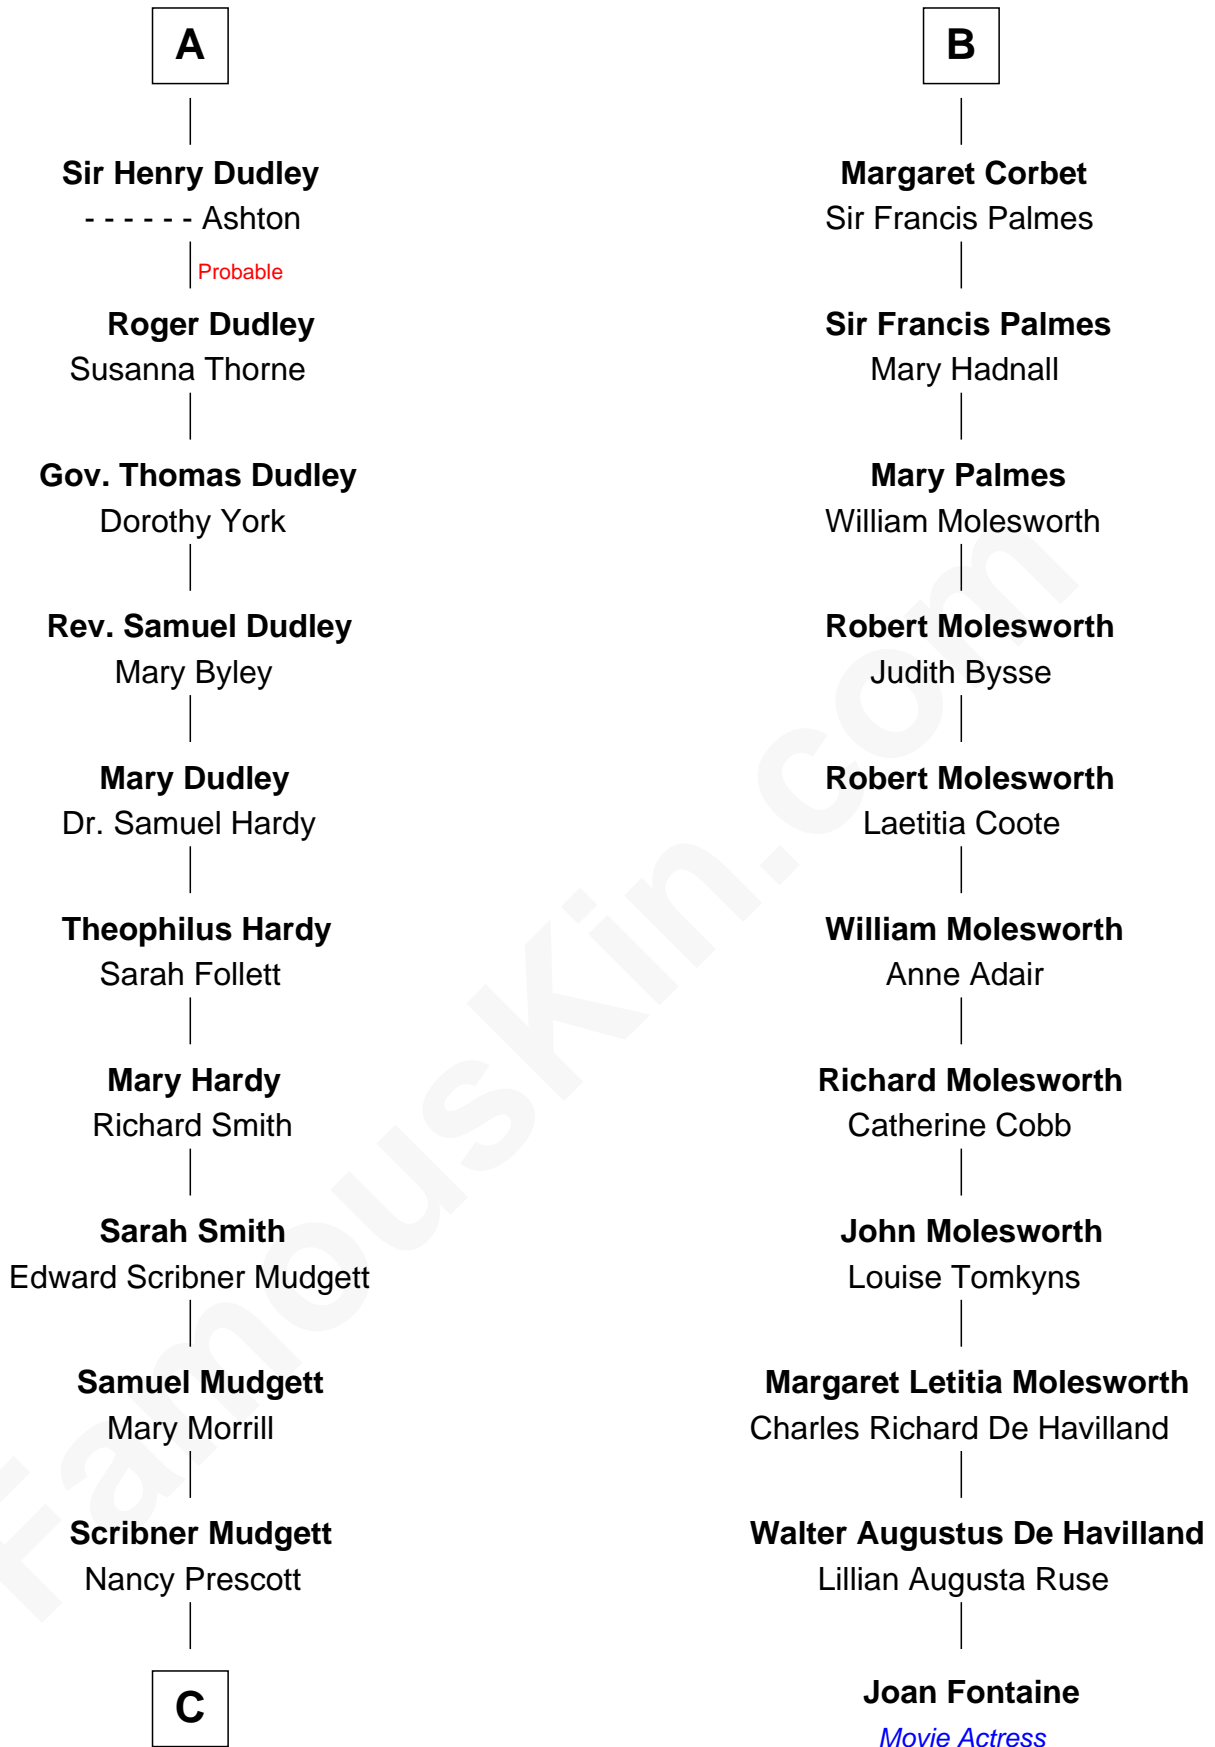 A
Sir Henry Dudley
- - - - - - Ashton
Probable
Roger Dudley
Susanna Thorne
Gov. Thomas Dudley
Dorothy York
Rev. Samuel Dudley
Mary Byley
Mary Dudley
Dr. Samuel Hardy
Theophilus Hardy
Sarah Follett
Mary Hardy
Richard Smith
Sarah Smith
Edward Scribner Mudgett
Samuel Mudgett
Mary Morrill
Scribner Mudgett
Nancy Prescott
C
B
Margaret Corbet
Sir Francis Palmes
Sir Francis Palmes
Mary Hadnall
Mary Palmes
William Molesworth
Robert Molesworth
Judith Bysse
Robert Molesworth
Laetitia Coote
William Molesworth
Anne Adair
Richard Molesworth
Catherine Cobb
John Molesworth
Louise Tomkyns
Margaret Letitia Molesworth
Charles Richard De Havilland
Walter Augustus De Havilland
Lillian Augusta Ruse
Joan Fontaine
Movie Actress
FamousKin.com